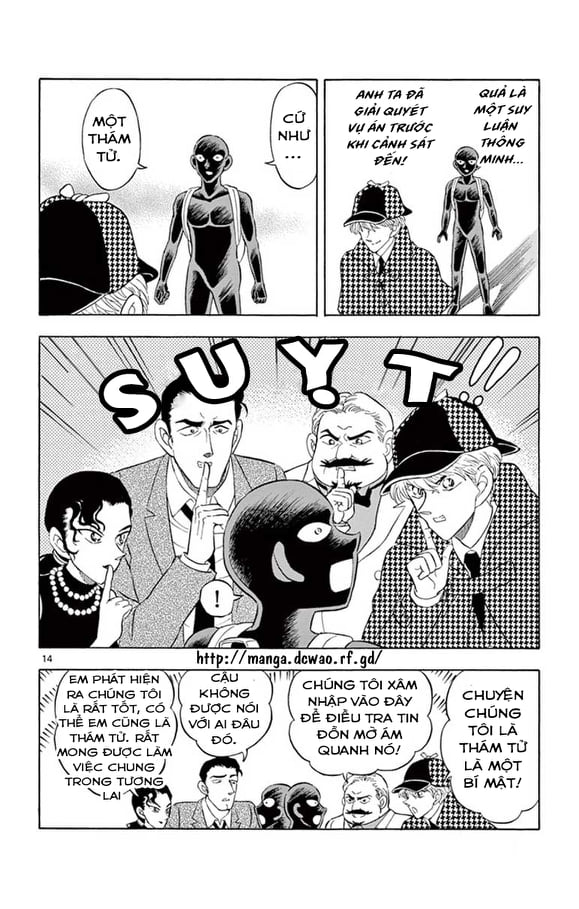 QUẢ LÀ
MỘT SUY
LUẬN
THÔNG
MINH...
ANH TA ĐÃ
GIẢI QUYẾT
VỤ ÁN TRƯỚC
KHI CẢNH SÁT
ĐẾN!
CỨ
NHƯ
...
MỘT
THÁM
TỬ.
SUỴT!!
!
14
http://manga.dcwao.rf.gd/
CHUYỆN
CHÚNG
TÔI LÀ
THÁM TỬ
LÀ MỘT
BÍ MẬT!
CHÚNG TÔI XÂM
NHẬP VÀO ĐÂY
ĐỂ ĐIỀU TRA TIN
ĐỒN MỜ ÁM
QUANH NÓ!
CẬU
KHÔNG
ĐƯỢC NÓI
VỚI AI ĐÂU
ĐÓ.
EM PHÁT HIỆN
RA CHÚNG TÔI
LÀ RẤT TỐT, CÓ
THỂ EM CŨNG LÀ
THÁM TỬ. RẤT
MONG ĐƯỢC LÀM
VIỆC CHUNG
TRONG TƯƠNG
LAI